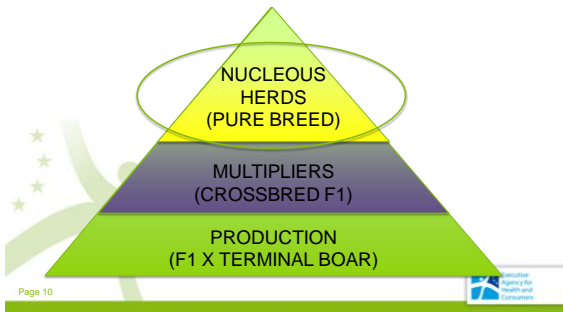 NUCLEOUS
HERDS
(PURE BREED)
MULTIPLIERS
(CROSSBRED F1)
PRODUCTION
(F1 X TERMINAL BOAR)
Page 10
Executive
Agency for
Health and
Consumers